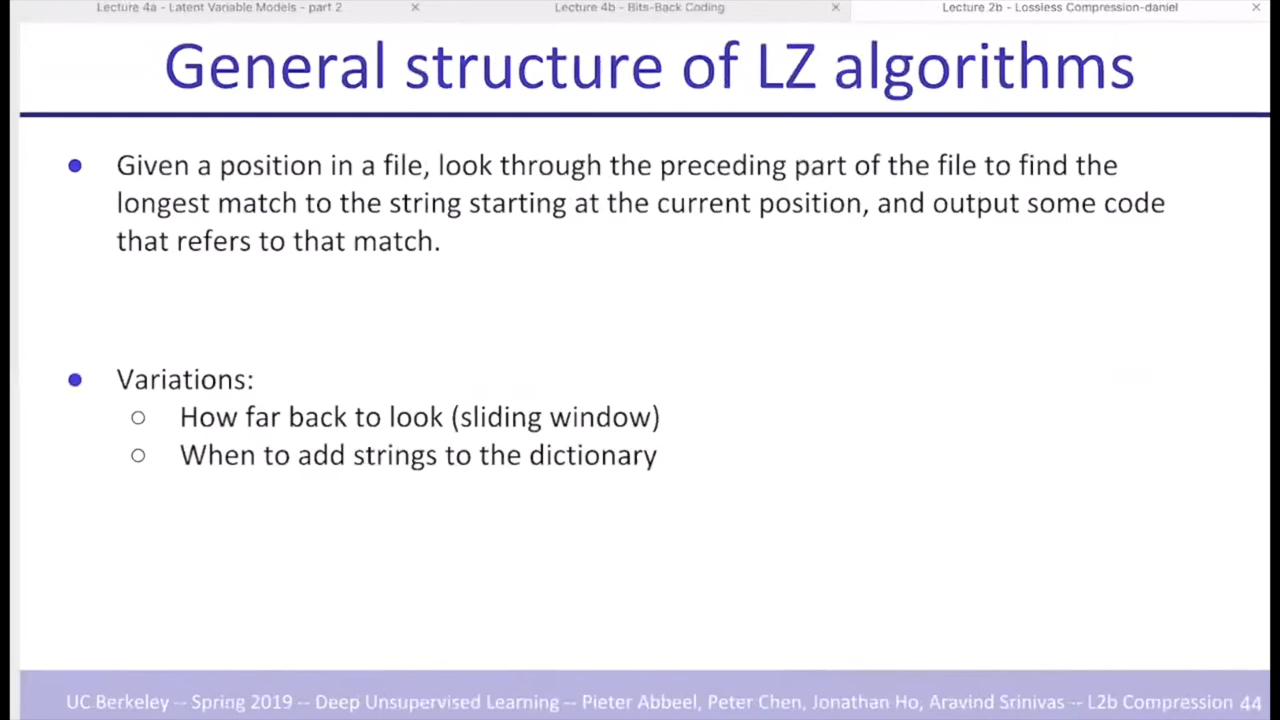 Lecture 4a - Latent Variable Models - part 2 × Lecture 4b - Bits-Back Coding × Lecture 2b - Lossless Compression-daniel ×
General structure of LZ algorithms
● Given a position in a file, look through the preceding part of the file to find the
longest match to the string starting at the current position, and output some code
that refers to that match.
● Variations:
○ How far back to look (sliding window)
○ When to add strings to the dictionary
UC Berkeley -- Spring 2019 -- Deep Unsupervised Learning -- Pieter Abbeel, Peter Chen, Jonathan Ho, Aravind Srinivas -- L2b Compression 44